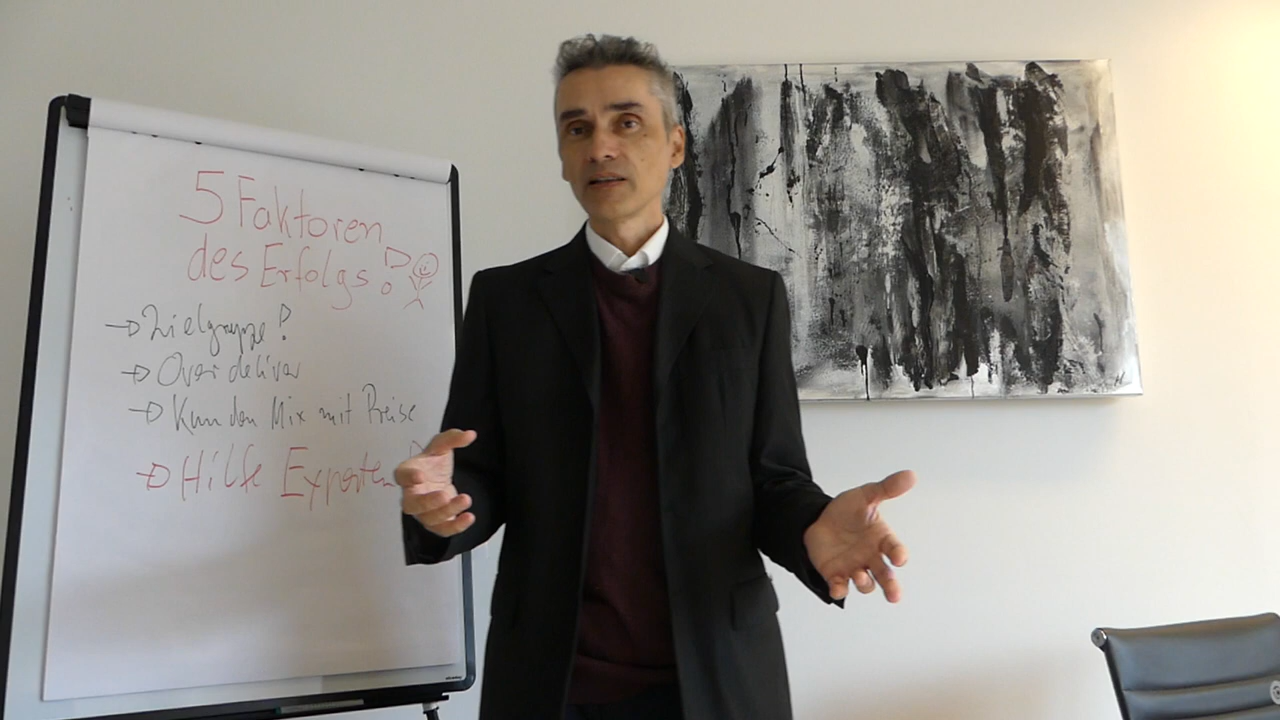 5 Faktoren
des Erfolgs!
→ Zielgruppe!
→ Over deliver
→ Kunden Mix mit Preise
→ Hilfe Experten